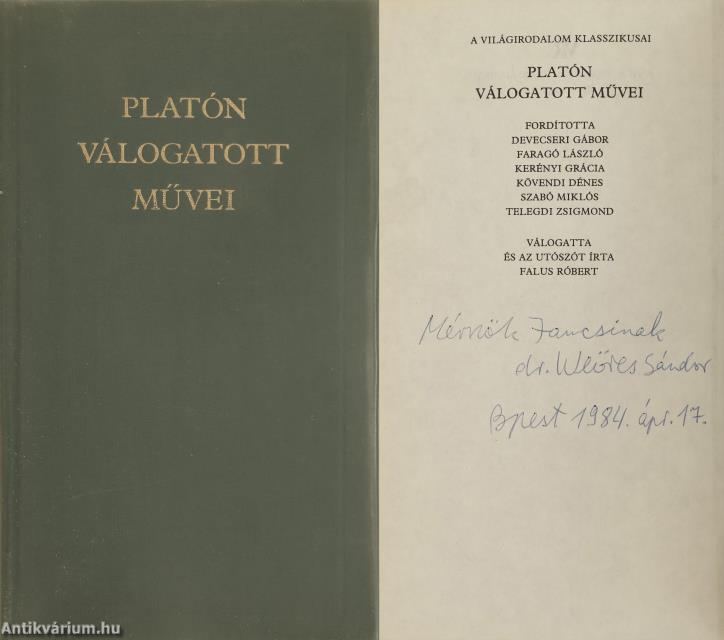 PLATÓN
VÁLOGATOTT
MŰVEI
A VILÁGIRODALOM KLASSZIKUSAI
PLATÓN
VÁLOGATOTT MŰVEI
FORDÍTOTTA
DEVECSERI GÁBOR
FARAGÓ LÁSZLÓ
KERÉNYI GRÁCIA
KÖVENDI DÉNES
SZABÓ MIKLÓS
TELEGDI ZSIGMOND
VÁLOGATTA
ÉS AZ UTÓSZÓT ÍRTA
FALUS RÓBERT
Mérnök Jancsinak
dr. Weöres Sándor
Bpest 1984. ápr. 17.
Antikvárium.hu